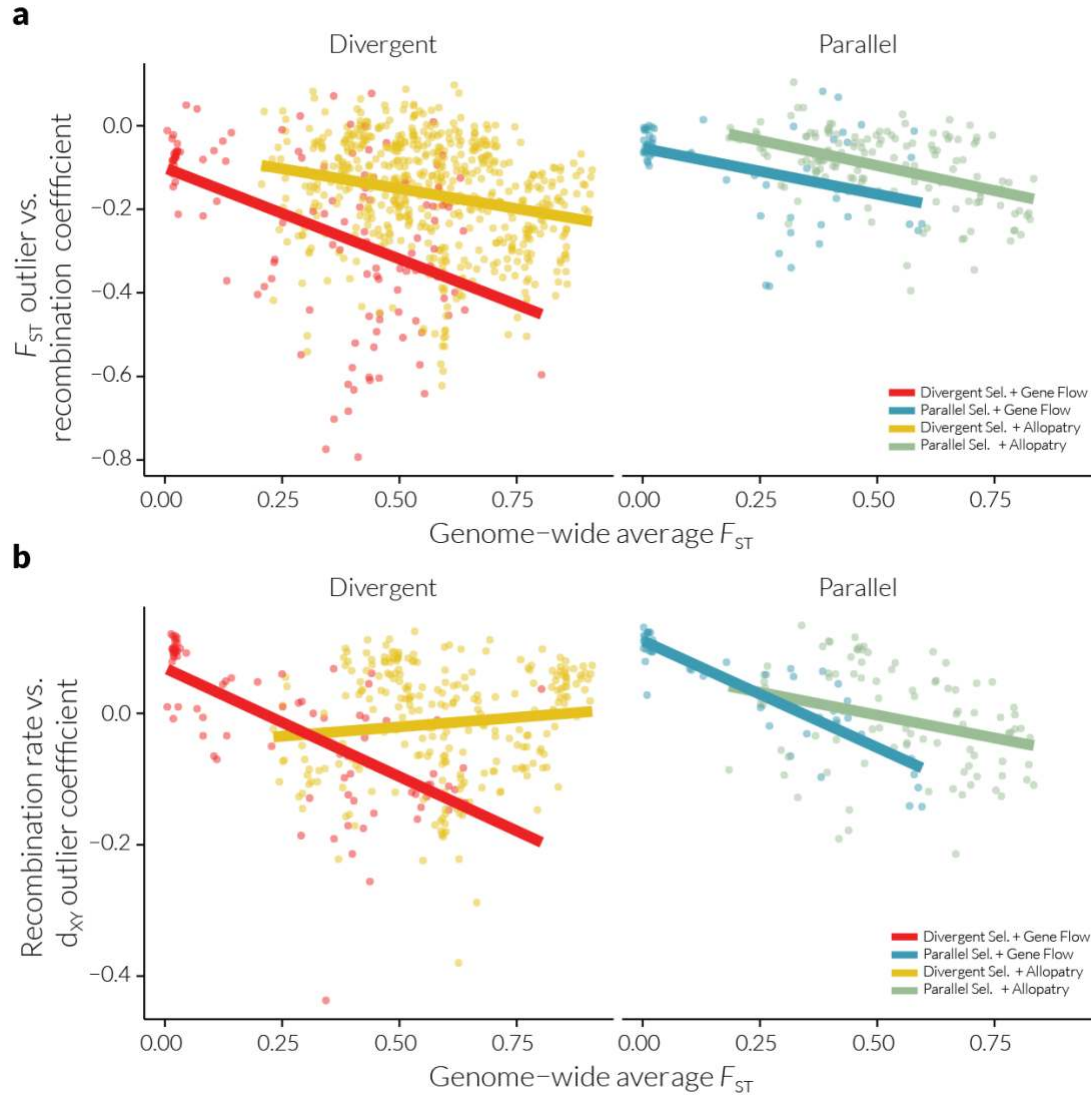 a
Divergent
Parallel
F_ST outlier vs.
recombination coefficient
0.0
−0.2
−0.4
−0.6
−0.8
Divergent Sel. + Gene Flow
Parallel Sel. + Gene Flow
Divergent Sel. + Allopatry
Parallel Sel. + Allopatry
0.00 0.25 0.50 0.75 0.00 0.25 0.50 0.75
Genome−wide average F_ST
b
Divergent
Parallel
Recombination rate vs.
d_XY outlier coefficient
0.0
−0.2
−0.4
Divergent Sel. + Gene Flow
Parallel Sel. + Gene Flow
Divergent Sel. + Allopatry
Parallel Sel. + Allopatry
0.00 0.25 0.50 0.75 0.00 0.25 0.50 0.75
Genome−wide average F_ST